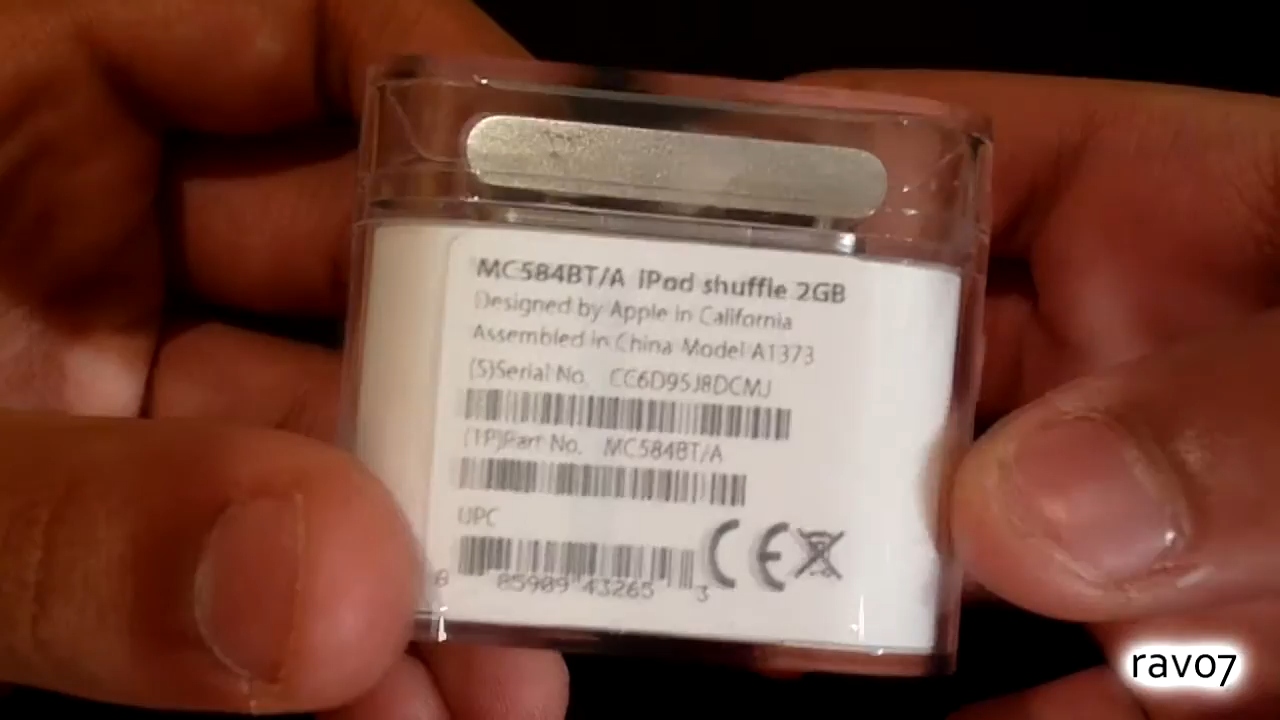 MC584BT/A iPod shuffle 2GB
Designed by Apple in California
Assembled in China Model A1373
(S)Serial No. CC6D95J8DCMJ
(1P)Part No. MC584BT/A
UPC
CE
8 85909 43265 3
ravo7